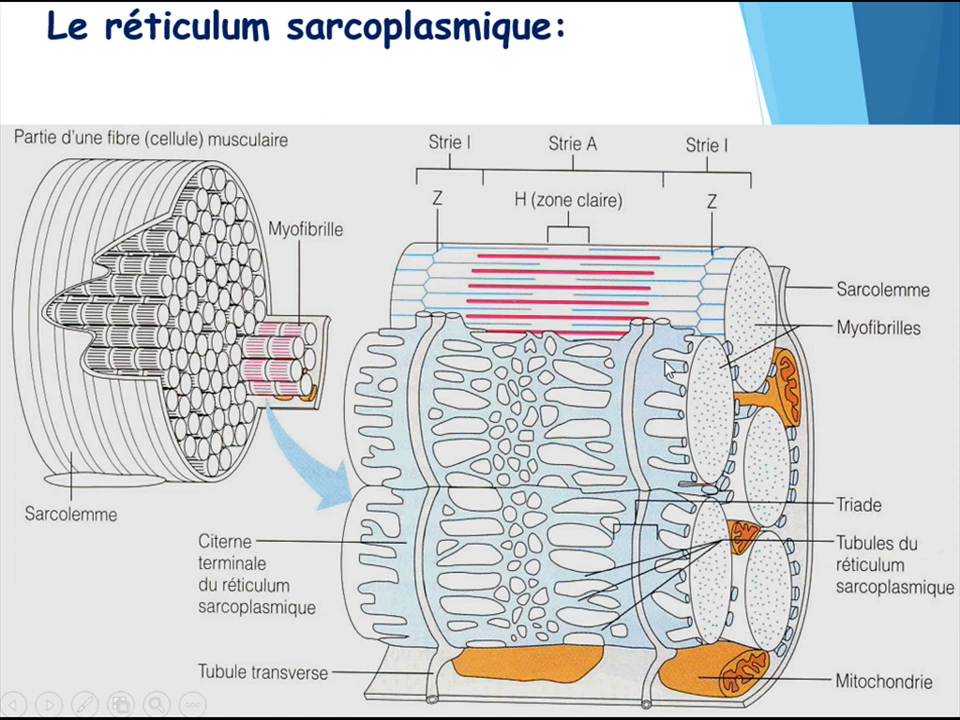 Le réticulum sarcoplasmique:
Partie d'une fibre (cellule) musculaire
Strie I
Strie A
Strie I
Z
H (zone claire)
Z
Myofibrille
Sarcolemme
Myofibrilles
Sarcolemme
Triade
Citerne
terminale
du réticulum
sarcoplasmique
Tubules du
réticulum
sarcoplasmique
Tubule transverse
Mitochondrie